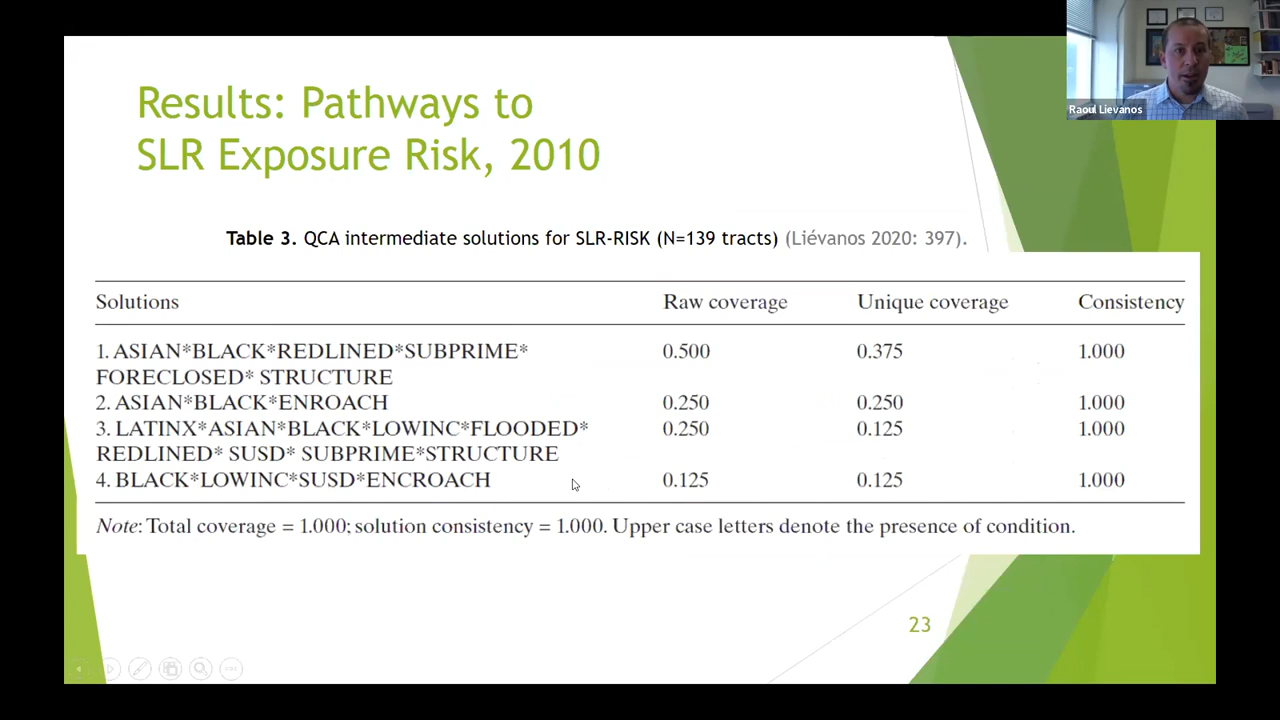 Raoul Lievanos
Results: Pathways to
SLR Exposure Risk, 2010
Table 3. QCA intermediate solutions for SLR-RISK (N=139 tracts) (Liévanos 2020: 397).
Solutions Raw coverage Unique coverage Consistency
1. ASIAN*BLACK*REDLINED*SUBPRIME* 0.500 0.375 1.000
FORECLOSED* STRUCTURE
2. ASIAN*BLACK*ENROACH 0.250 0.250 1.000
3. LATINX*ASIAN*BLACK*LOWINC*FLOODED* 0.250 0.125 1.000
REDLINED* SUSD* SUBPRIME*STRUCTURE
4. BLACK*LOWINC*SUSD*ENCROACH 0.125 0.125 1.000
Note: Total coverage = 1.000; solution consistency = 1.000. Upper case letters denote the presence of condition.
23